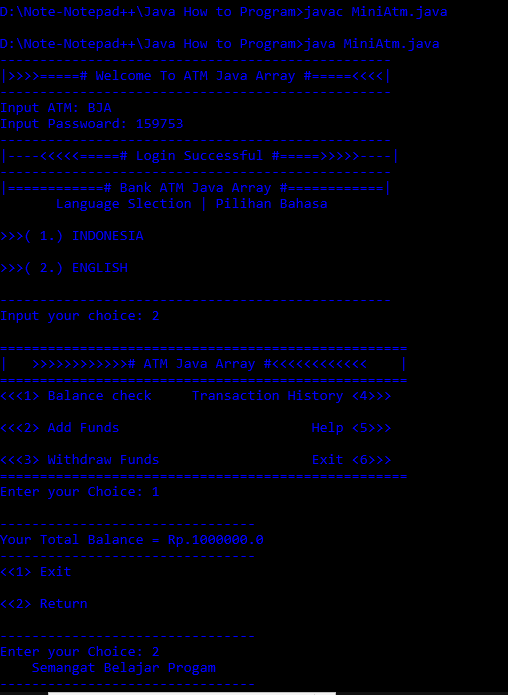 D:\Note-Notepad++\Java How to Program>javac MiniAtm.java
D:\Note-Notepad++\Java How to Program>java MiniAtm.java
-------------------------------------------------
|>>>>=====# Welcome To ATM Java Array #=====<<<<|
-------------------------------------------------
Input ATM: BJA
Input Passwoard: 159753
-------------------------------------------------
|----<<<<<=====# Login Successful #=====>>>>>----|
-------------------------------------------------
|============# Bank ATM Java Array #============|
       Language Slection | Pilihan Bahasa
>>>( 1.) INDONESIA
>>>( 2.) ENGLISH
-------------------------------------------------
Input your choice: 2
===================================================
|   >>>>>>>>>>>># ATM Java Array #<<<<<<<<<<<<    |
===================================================
<<<1> Balance check     Transaction History <4>>>
<<<2> Add Funds                        Help <5>>>
<<<3> Withdraw Funds                   Exit <6>>>
===================================================
Enter your Choice: 1
--------------------------------
Your Total Balance = Rp.1000000.0
--------------------------------
<<1> Exit
<<2> Return
--------------------------------
Enter your Choice: 2
    Semangat Belajar Progam
--------------------------------